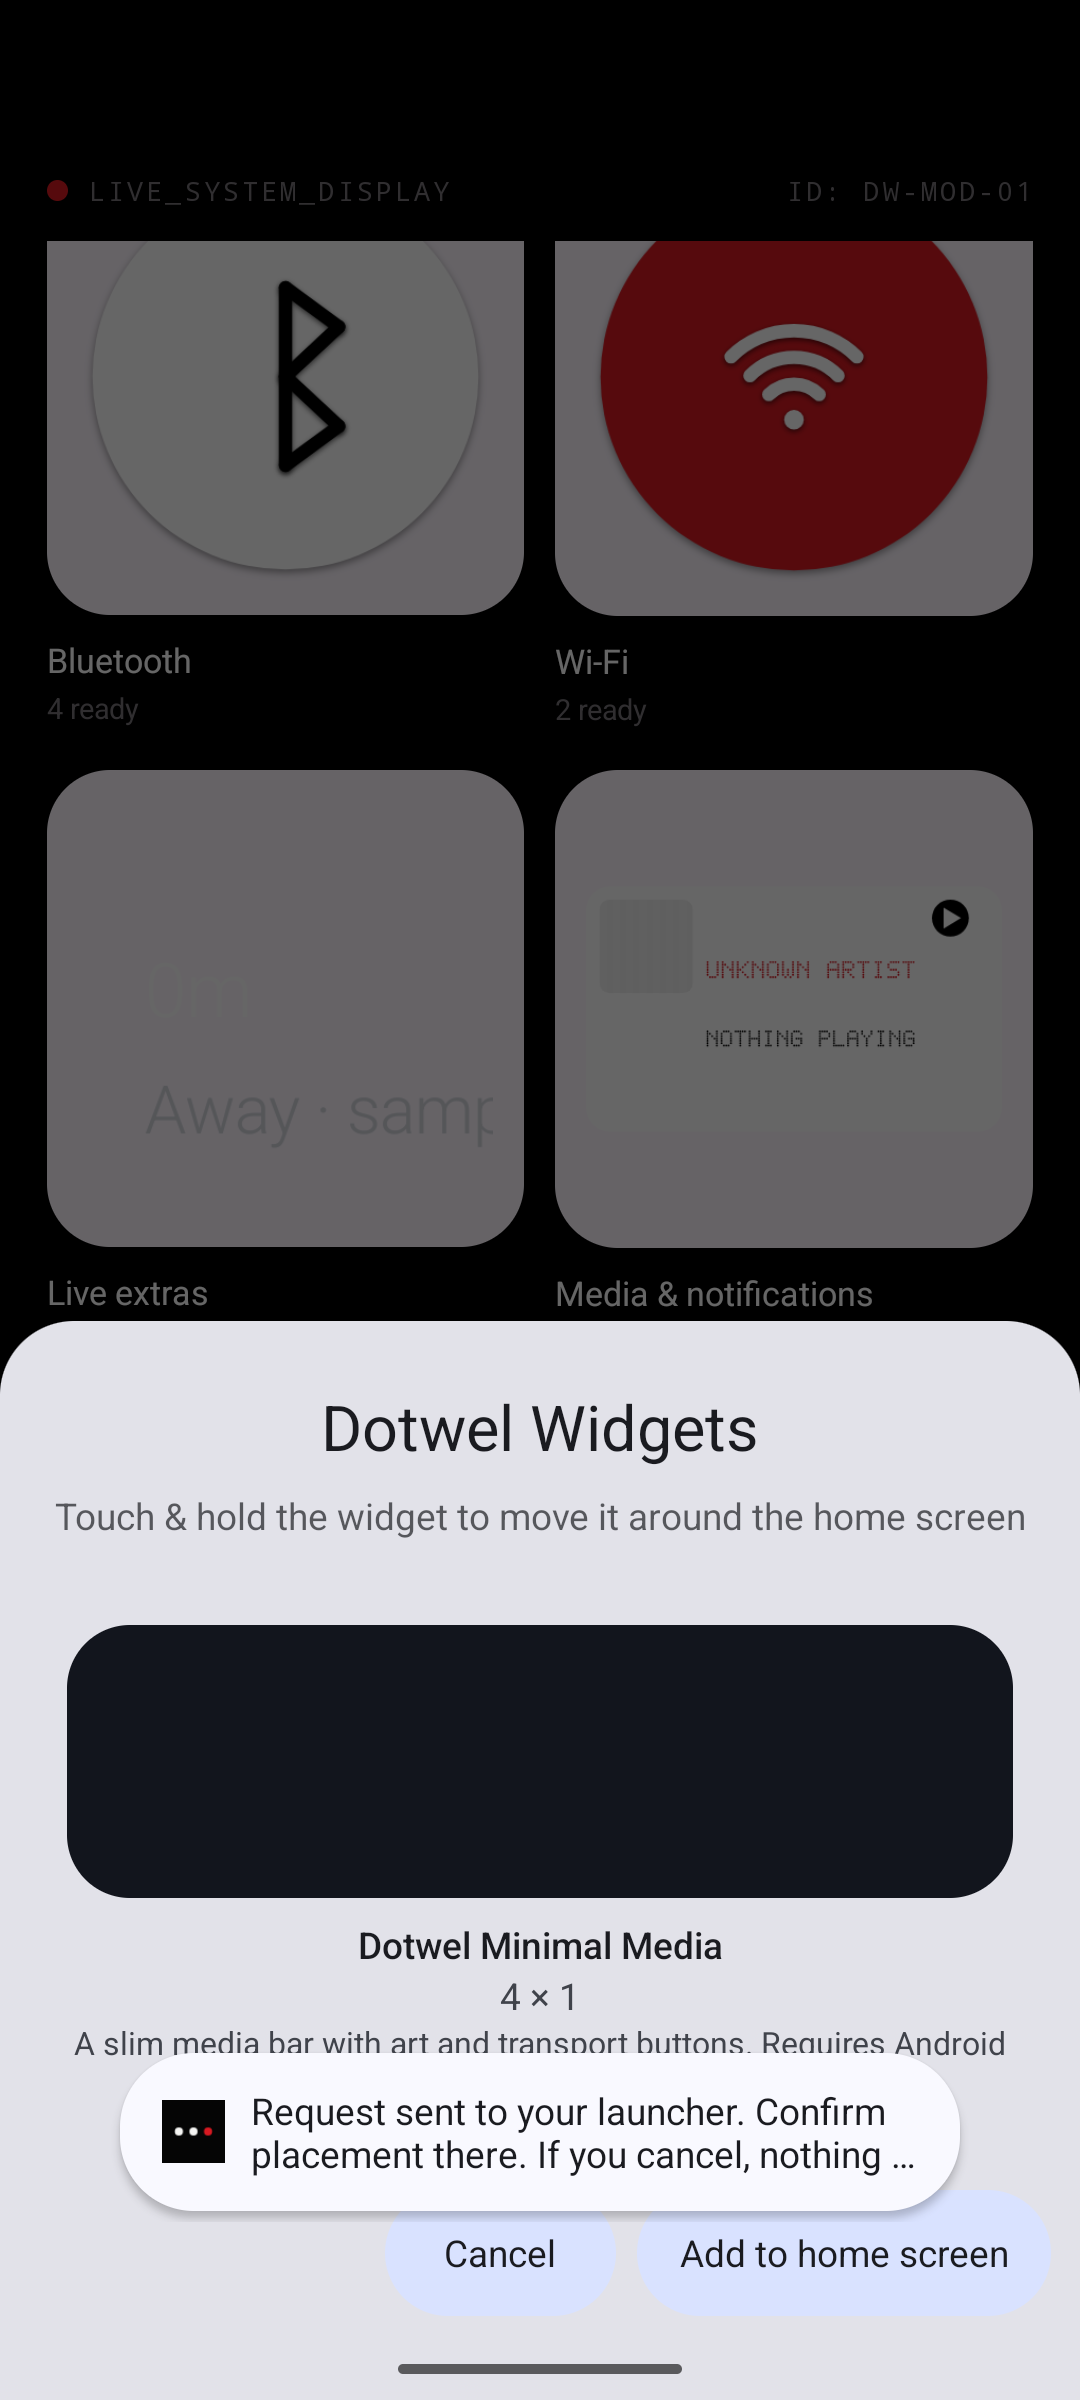 LIVE_SYSTEM_DISPLAY
ID: DW-MOD-01
Bluetooth
4 ready
Wi-Fi
2 ready
0m
Away · samp
UNKNOWN ARTIST
NOTHING PLAYING
Live extras
Media & notifications
Dotwel Widgets
Touch & hold the widget to move it around the home screen
Dotwel Minimal Media
4 × 1
A slim media bar with art and transport buttons. Requires Android
Request sent to your launcher. Confirm
placement there. If you cancel, nothing ...
Cancel
Add to home screen